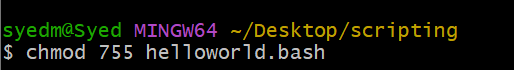 syedm@Syed MINGW64 ~/Desktop/scripting
$ chmod 755 helloworld.bash